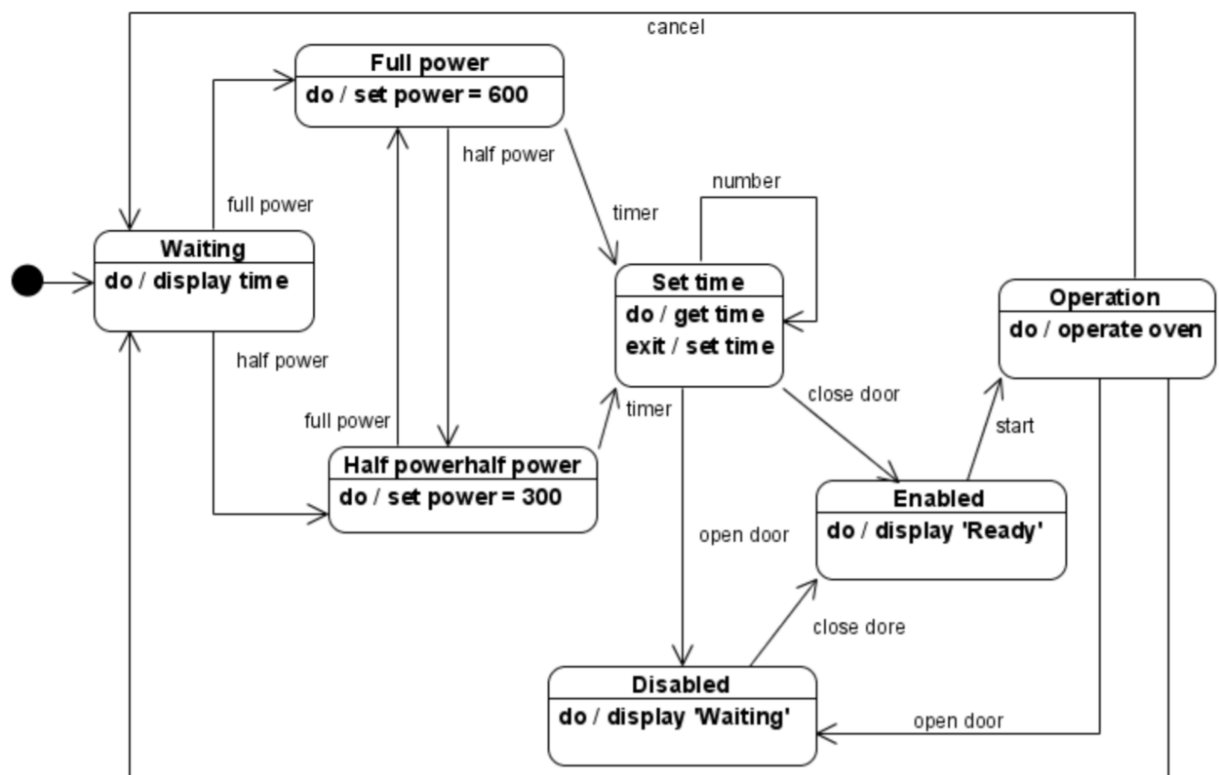 cancel
Full power
do / set power = 600
half power
number
full power
timer
Waiting
do / display time
Set time
do / get time
exit / set time
Operation
do / operate oven
half power
close door
full power
timer
start
Half powerhalf power
do / set power = 300
Enabled
do / display 'Ready'
open door
close dore
Disabled
do / display 'Waiting'
open door